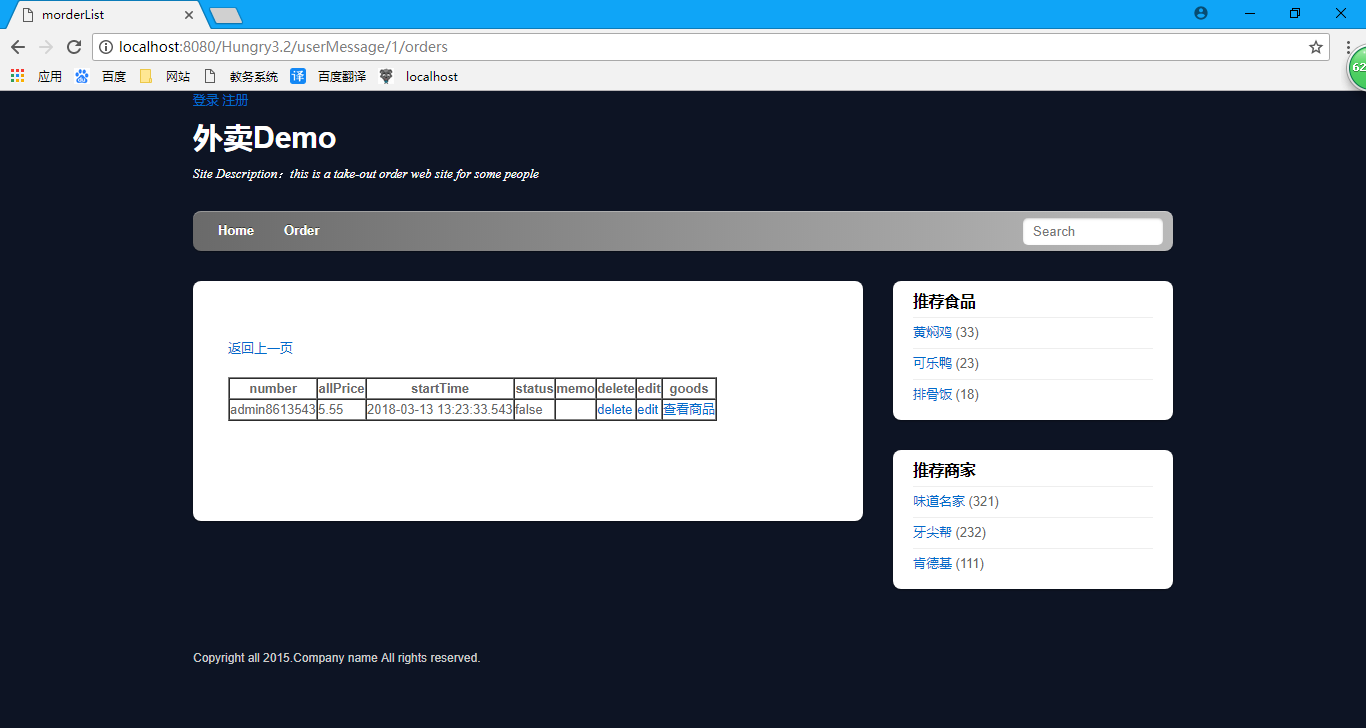 morderList
localhost:8080/Hungry3.2/userMessage/1/orders
应用 百度 网站 教务系统 译 百度翻译 localhost
62
登录 注册
外卖Demo
Site Description：this is a take-out order web site for some people
Home Order Search
返回上一页
number allPrice startTime status memo delete edit goods
admin8613543 5.55 2018-03-13 13:23:33.543 false delete edit 查看商品
推荐食品
黄焖鸡 (33)
可乐鸭 (23)
排骨饭 (18)
推荐商家
味道名家 (321)
牙尖帮 (232)
肯德基 (111)
Copyright all 2015.Company name All rights reserved.